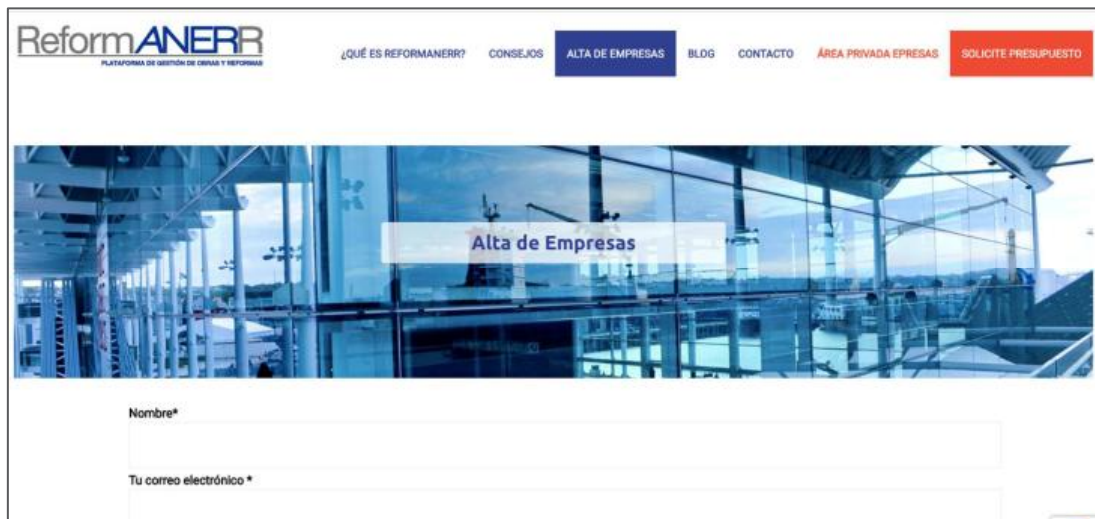 ReformANERR
PLATAFORMA DE GESTIÓN DE OBRAS Y REFORMAS
¿QUÉ ES REFORMANERR? CONSEJOS ALTA DE EMPRESAS BLOG CONTACTO ÁREA PRIVADA EPRESAS SOLICITE PRESUPUESTO
Alta de Empresas
Nombre*
Tu correo electrónico *